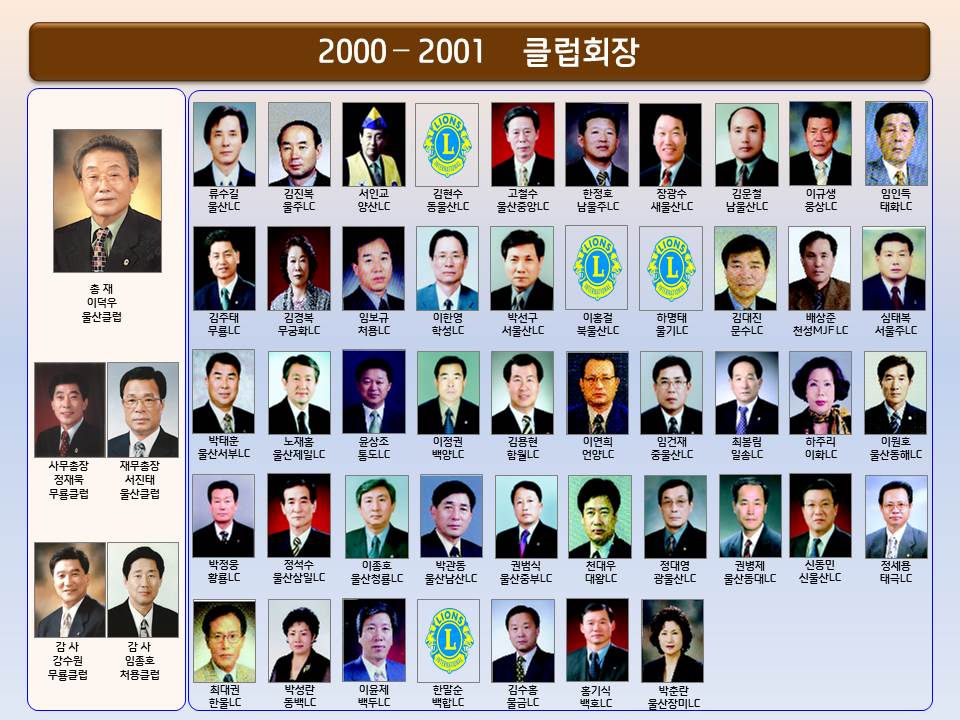 2000 – 2001 클럽회장
총 재
이덕우
울산클럽
사무총장
정재욱
무룡클럽
재무총장
서진태
울산클럽
감 사
강수원
무룡클럽
감 사
임종호
처용클럽
류수길
울산LC
김진복
울주LC
서인교
양산LC
LIONS
L
INTERNATIONAL
김현수
동울산LC
고철수
울산중앙LC
한정호
남울주LC
장광수
새울산LC
김운철
남울산LC
이규생
웅상LC
임인득
태화LC
김주태
무룡LC
김경복
무궁화LC
임보규
처용LC
이한영
학성LC
박선구
서울산LC
LIONS
L
INTERNATIONAL
이홍걸
북울산LC
LIONS
L
INTERNATIONAL
하명태
울기LC
김대진
문수LC
배상준
천성MJF LC
심태복
서울주LC
박태훈
울산서부LC
노재홍
울산제일LC
윤상조
통도LC
이정권
백양LC
김용현
함월LC
이연희
언양LC
임건재
중울산LC
최봉림
일송LC
하주리
이화LC
이원호
울산동해LC
박정웅
황룡LC
정석수
울산삼일LC
이종호
울산청룡LC
박관동
울산남산LC
권범식
울산중부LC
천대우
대왕LC
정대영
광울산LC
권병제
울산동대LC
신동민
신울산LC
정세용
태극LC
최대권
한울LC
박성란
동백LC
이윤제
백두LC
LIONS
L
INTERNATIONAL
한말순
백합LC
김수홍
물금LC
홍기식
백호LC
박춘란
울산장미LC